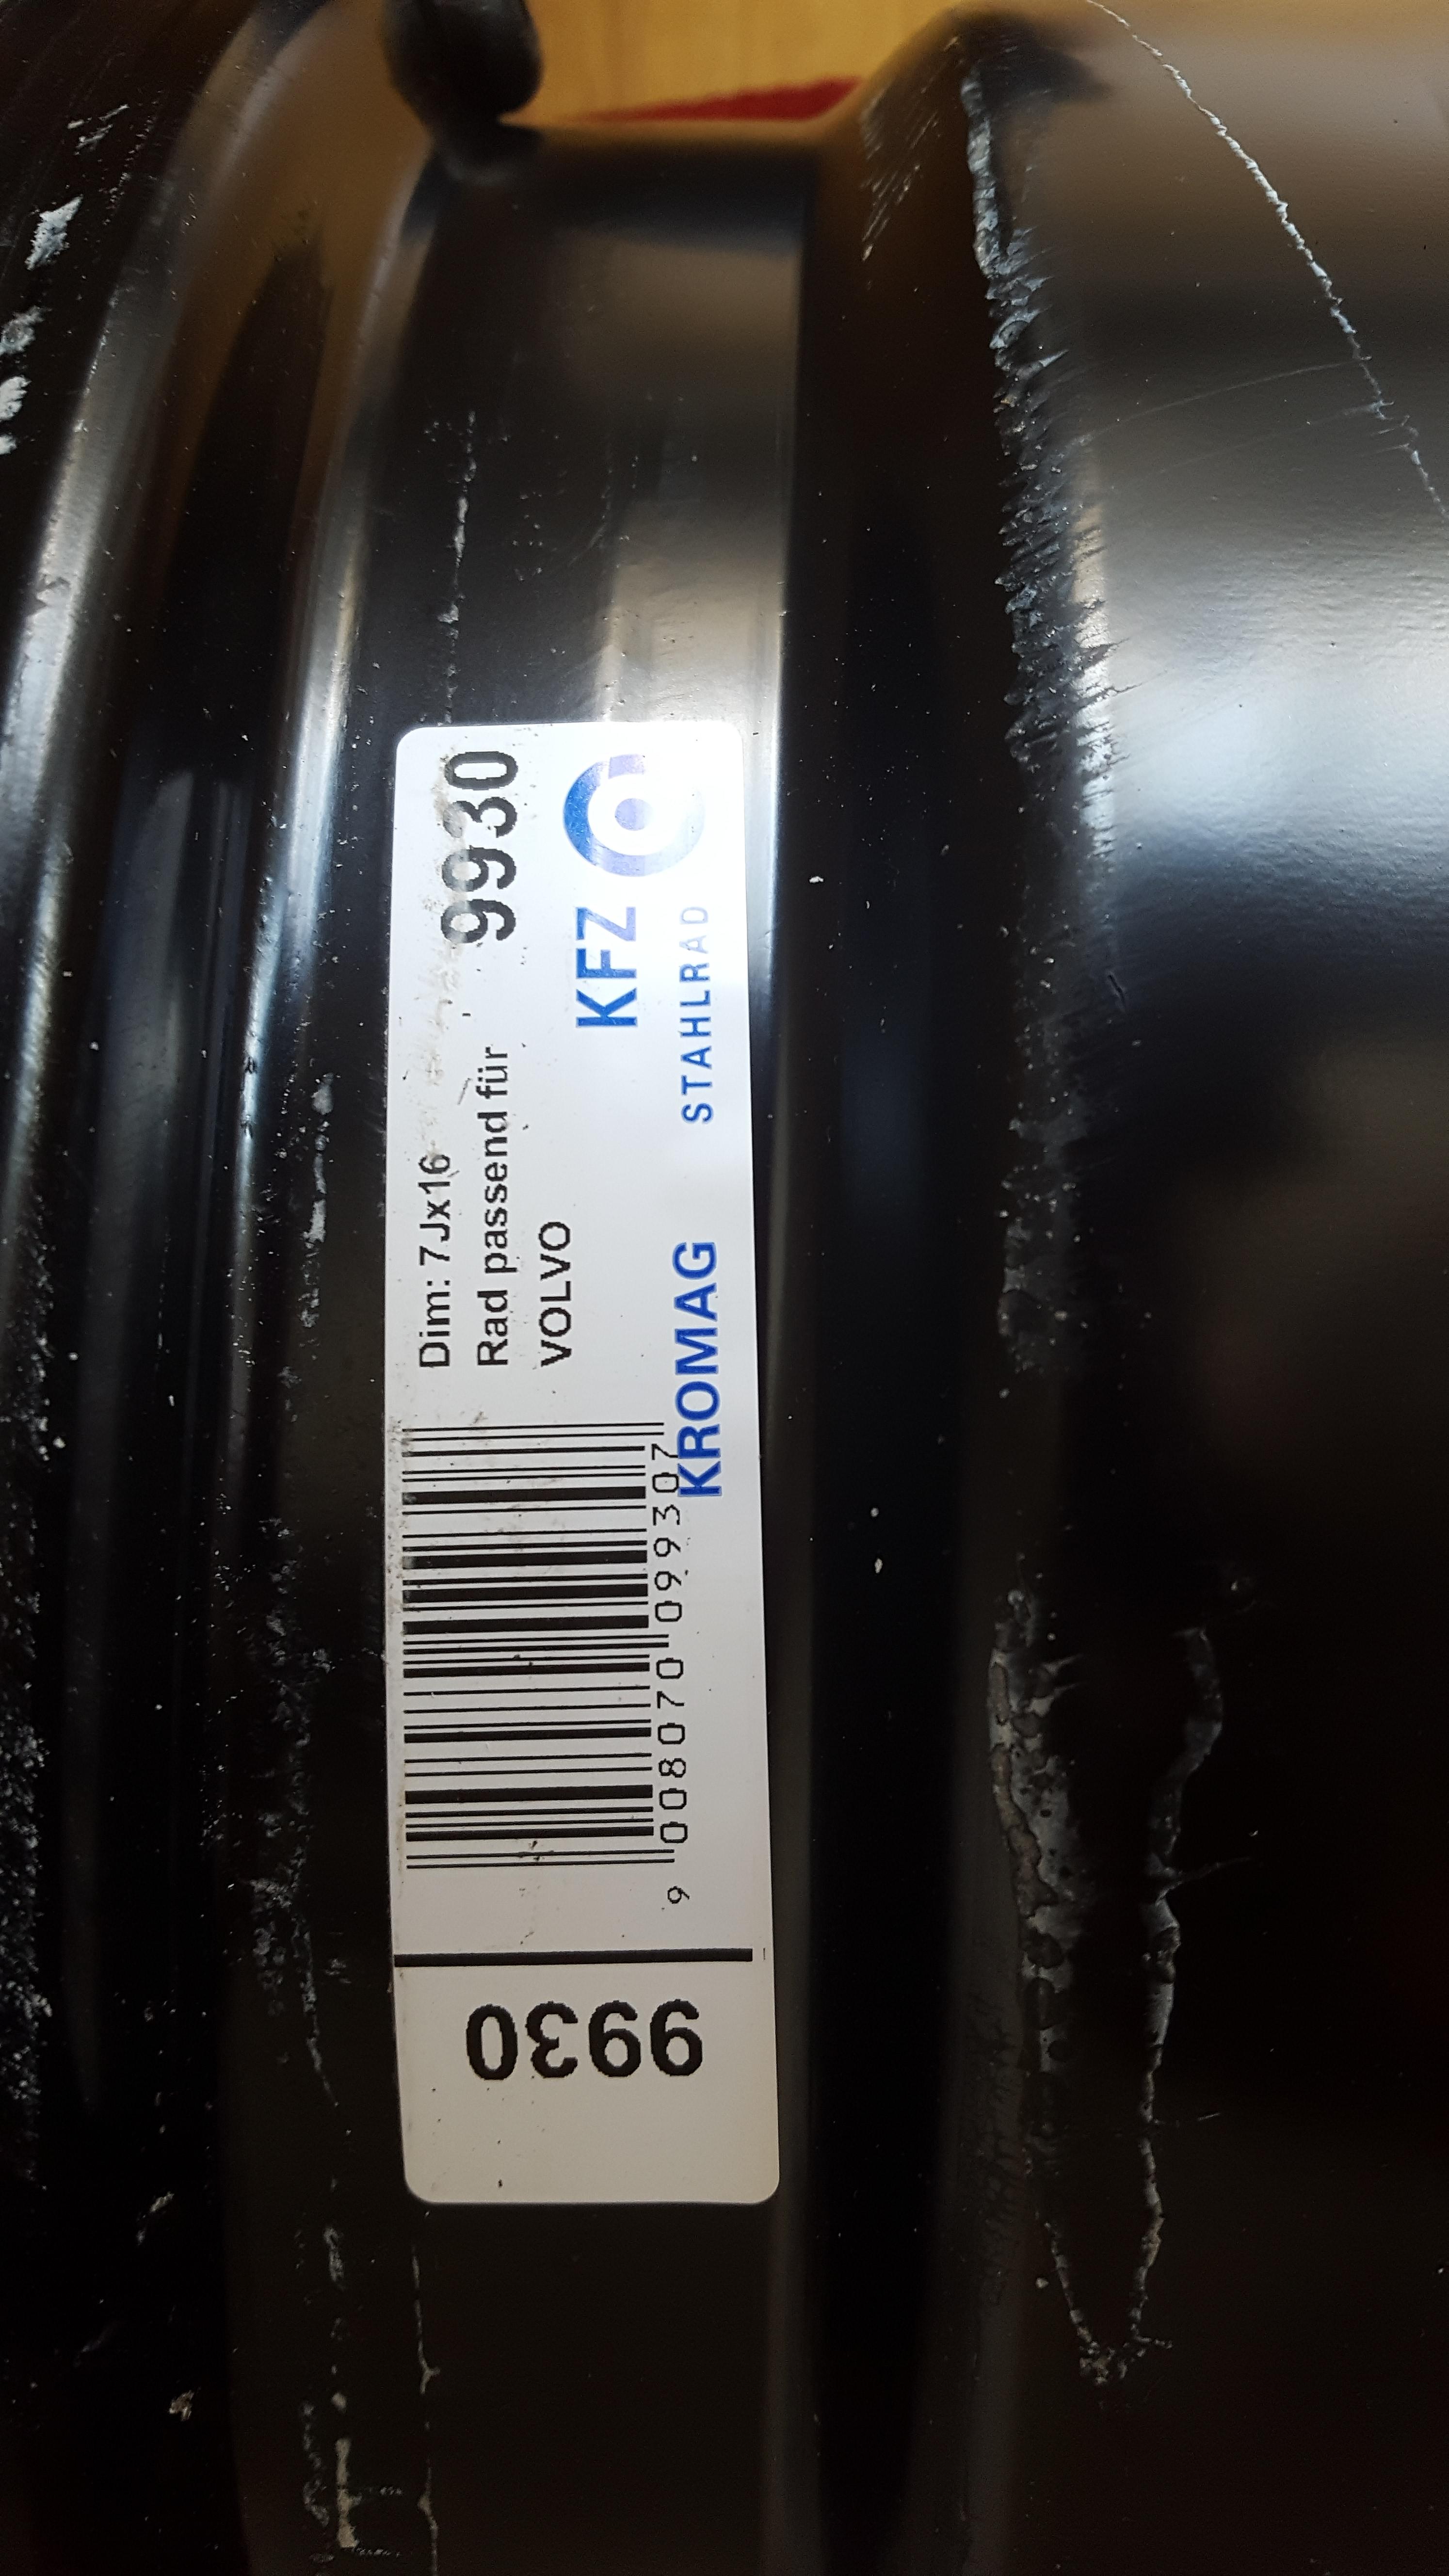 Dim: 7Jx16
9930
Rad passend für
VOLVO
KFZ
STAHLRAD
KROMAG
9 008070 099307
9930